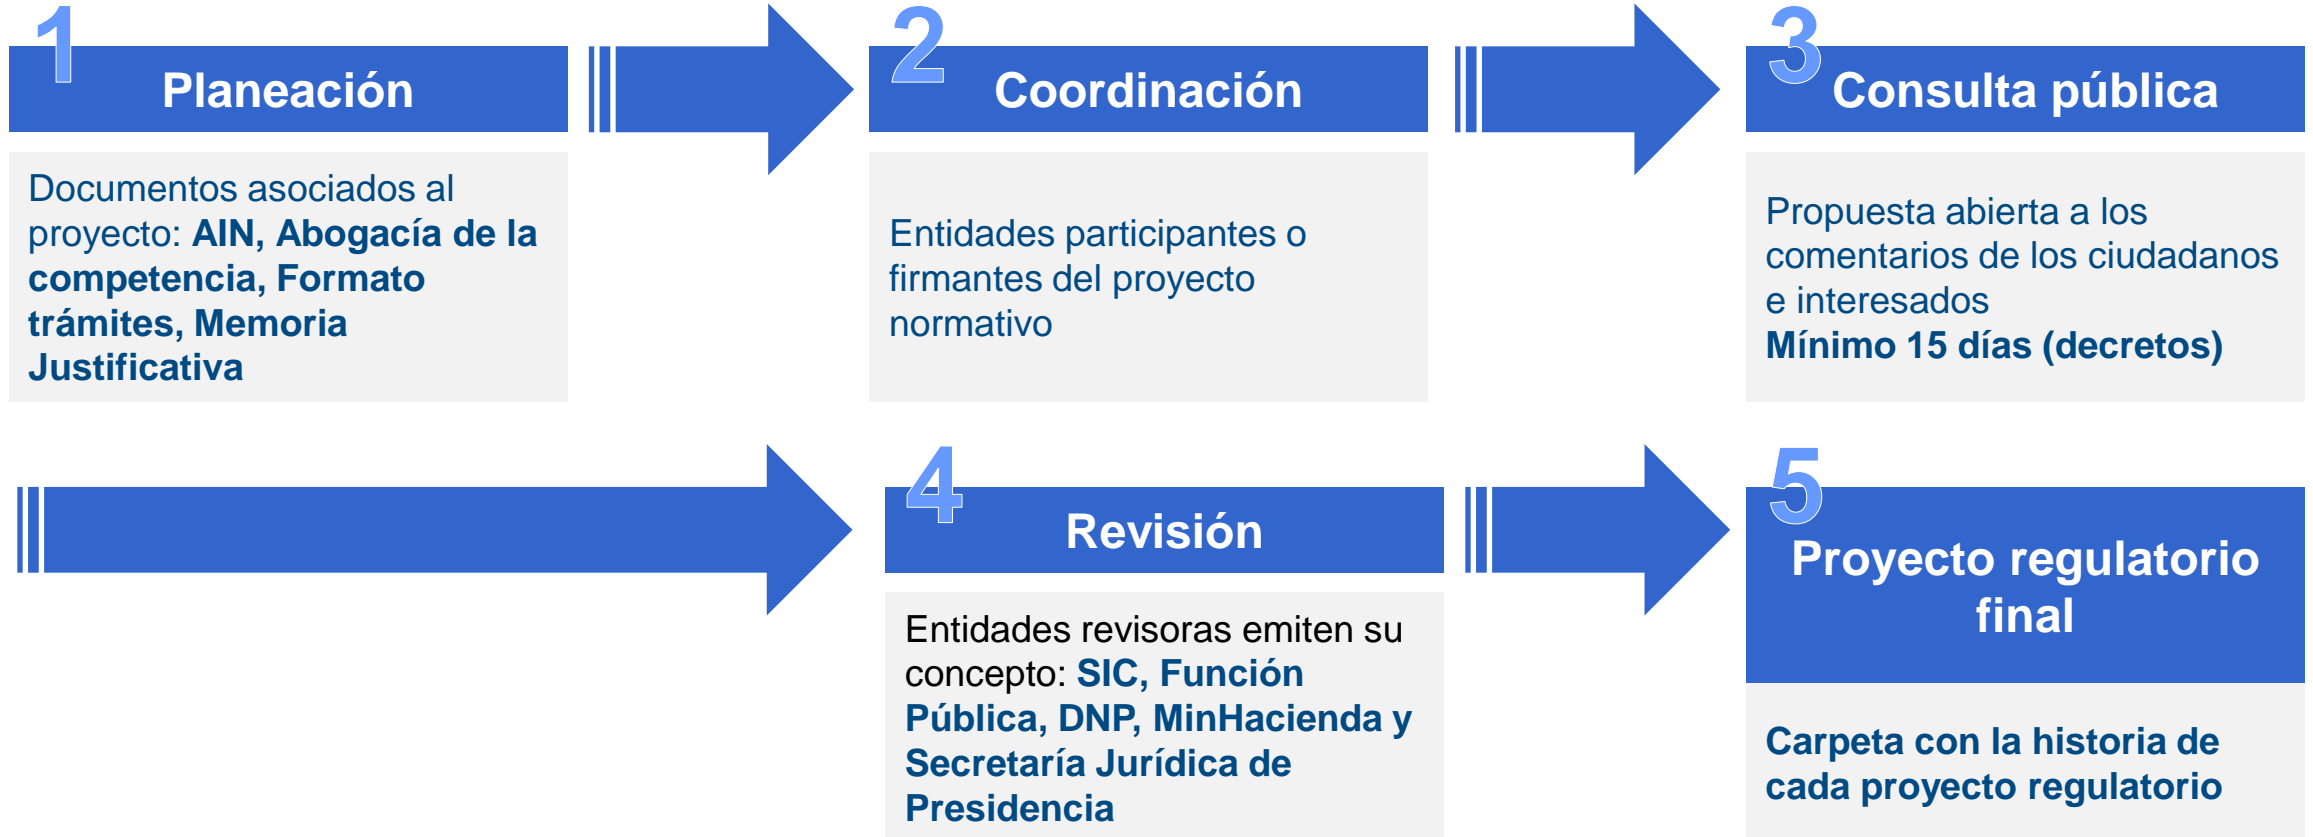 1
Planeación
Documentos asociados al
proyecto: AIN, Abogacía de la
competencia, Formato
trámites, Memoria
Justificativa
2
Coordinación
Entidades participantes o
firmantes del proyecto
normativo
3
Consulta pública
Propuesta abierta a los
comentarios de los ciudadanos
e interesados
Mínimo 15 días (decretos)
4
Revisión
Entidades revisoras emiten su
concepto: SIC, Función
Pública, DNP, MinHacienda y
Secretaría Jurídica de
Presidencia
5
Proyecto regulatorio
final
Carpeta con la historia de
cada proyecto regulatorio